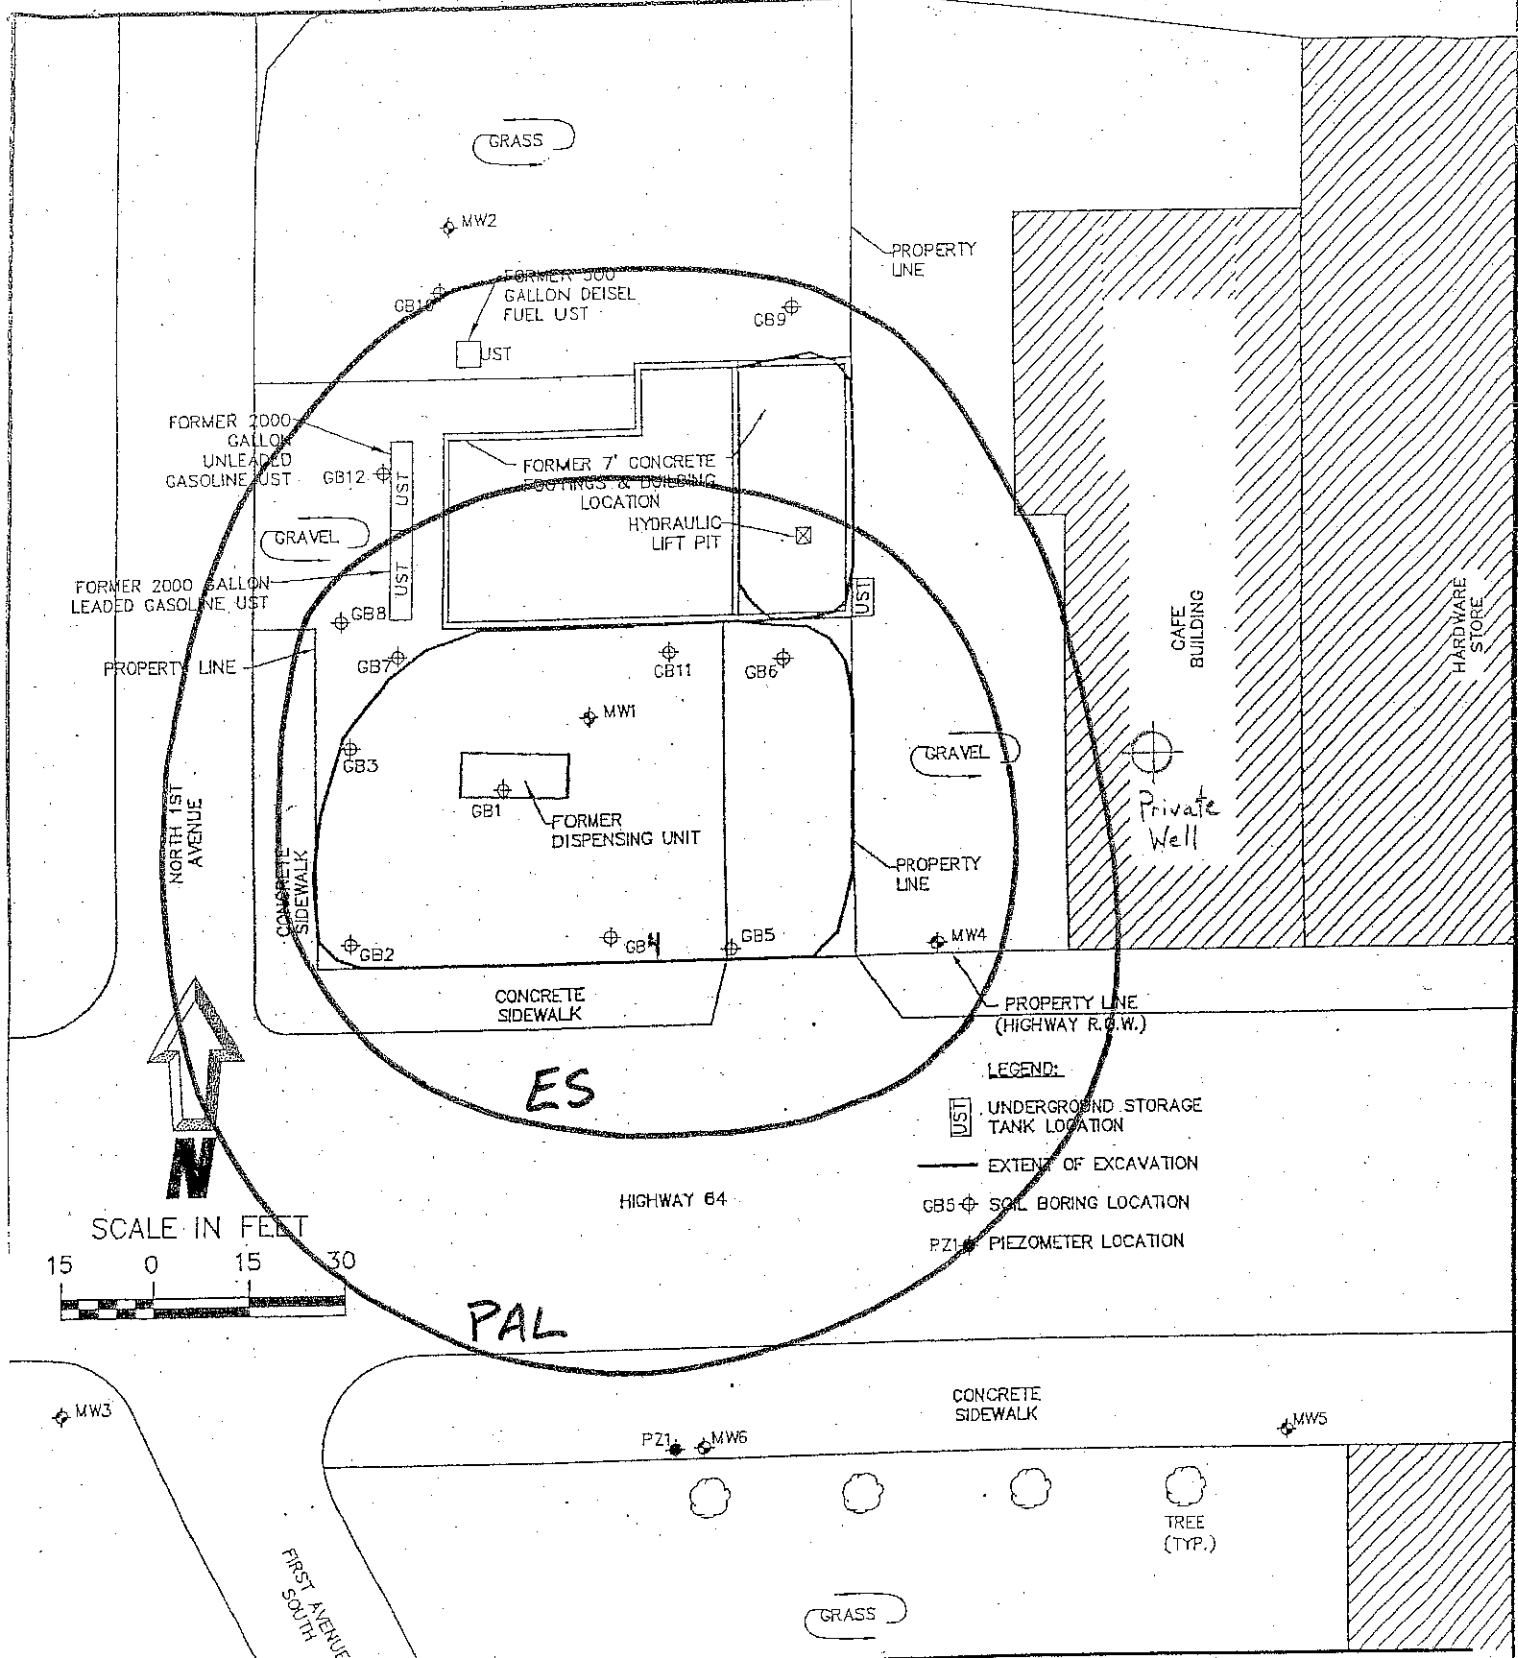 GRASS
MW2
PROPERTY
LINE
FORMER 500
GALLON DEISEL
FUEL UST
GB10
GB9
UST
FORMER 2000
GALLON
UNLEADED
GASOLINE UST
GB12
UST
FORMER 7' CONCRETE
FOOTINGS & BUILDING
LOCATION
HYDRAULIC
LIFT PIT
GRAVEL
FORMER 2000 GALLON
LEADED GASOLINE UST
UST
UST
GB8
CAFE
BUILDING
HARDWARE
STORE
PROPERTY LINE
GB7
GB11
GB6
MW1
GB3
GRAVEL
GB1
FORMER
DISPENSING UNIT
Private
Well
NORTH 1ST
AVENUE
CONCRETE
SIDEWALK
PROPERTY
LINE
GB2
GB4
GB5
MW4
CONCRETE
SIDEWALK
PROPERTY LINE
(HIGHWAY R.O.W.)
ES
LEGEND:
UST UNDERGROUND STORAGE
TANK LOCATION
EXTENT OF EXCAVATION
GB5 SOIL BORING LOCATION
PZ1 PIEZOMETER LOCATION
N
HIGHWAY 64
SCALE IN FEET
15 0 15 30
PAL
MW3
CONCRETE
SIDEWALK
PZ1
MW6
MW5
TREE
(TYP.)
FIRST AVENUE
SOUTH
GRASS